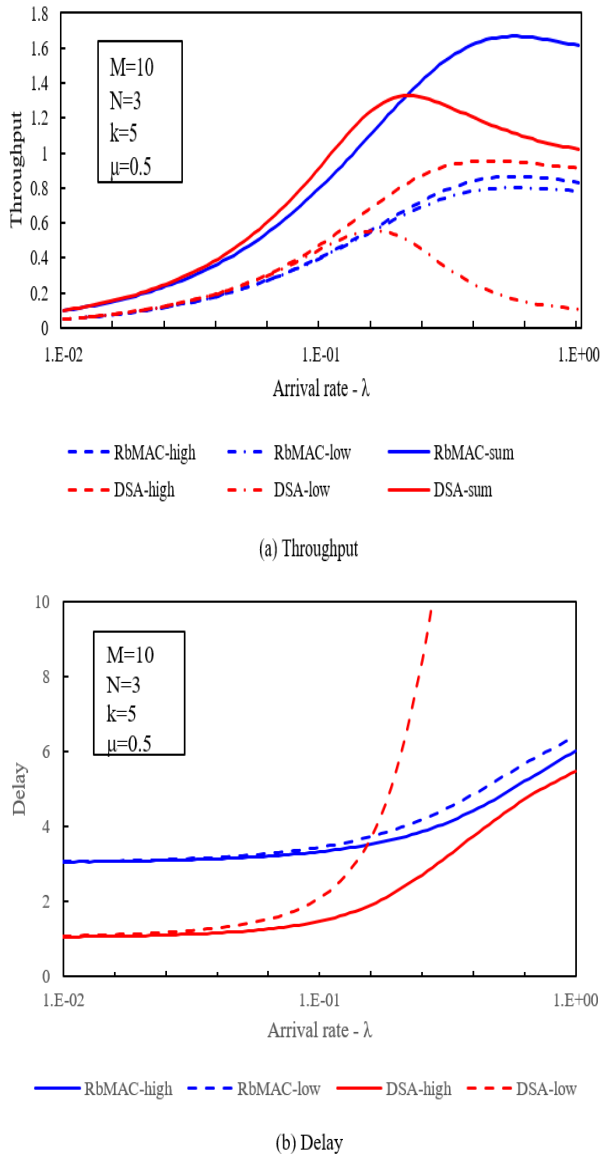 1.8
1.6
1.4
1.2
1
0.8
0.6
0.4
0.2
0
Throughput
M=10
N=3
k=5
μ=0.5
1.E-02 1.E-01 1.E+00
Arrival rate - λ
RbMAC-high RbMAC-low RbMAC-sum
DSA-high DSA-low DSA-sum
(a) Throughput
10
8
6
4
2
0
Delay
M=10
N=3
k=5
μ=0.5
1.E-02 1.E-01 1.E+00
Arrival rate - λ
RbMAC-high RbMAC-low DSA-high DSA-low
(b) Delay